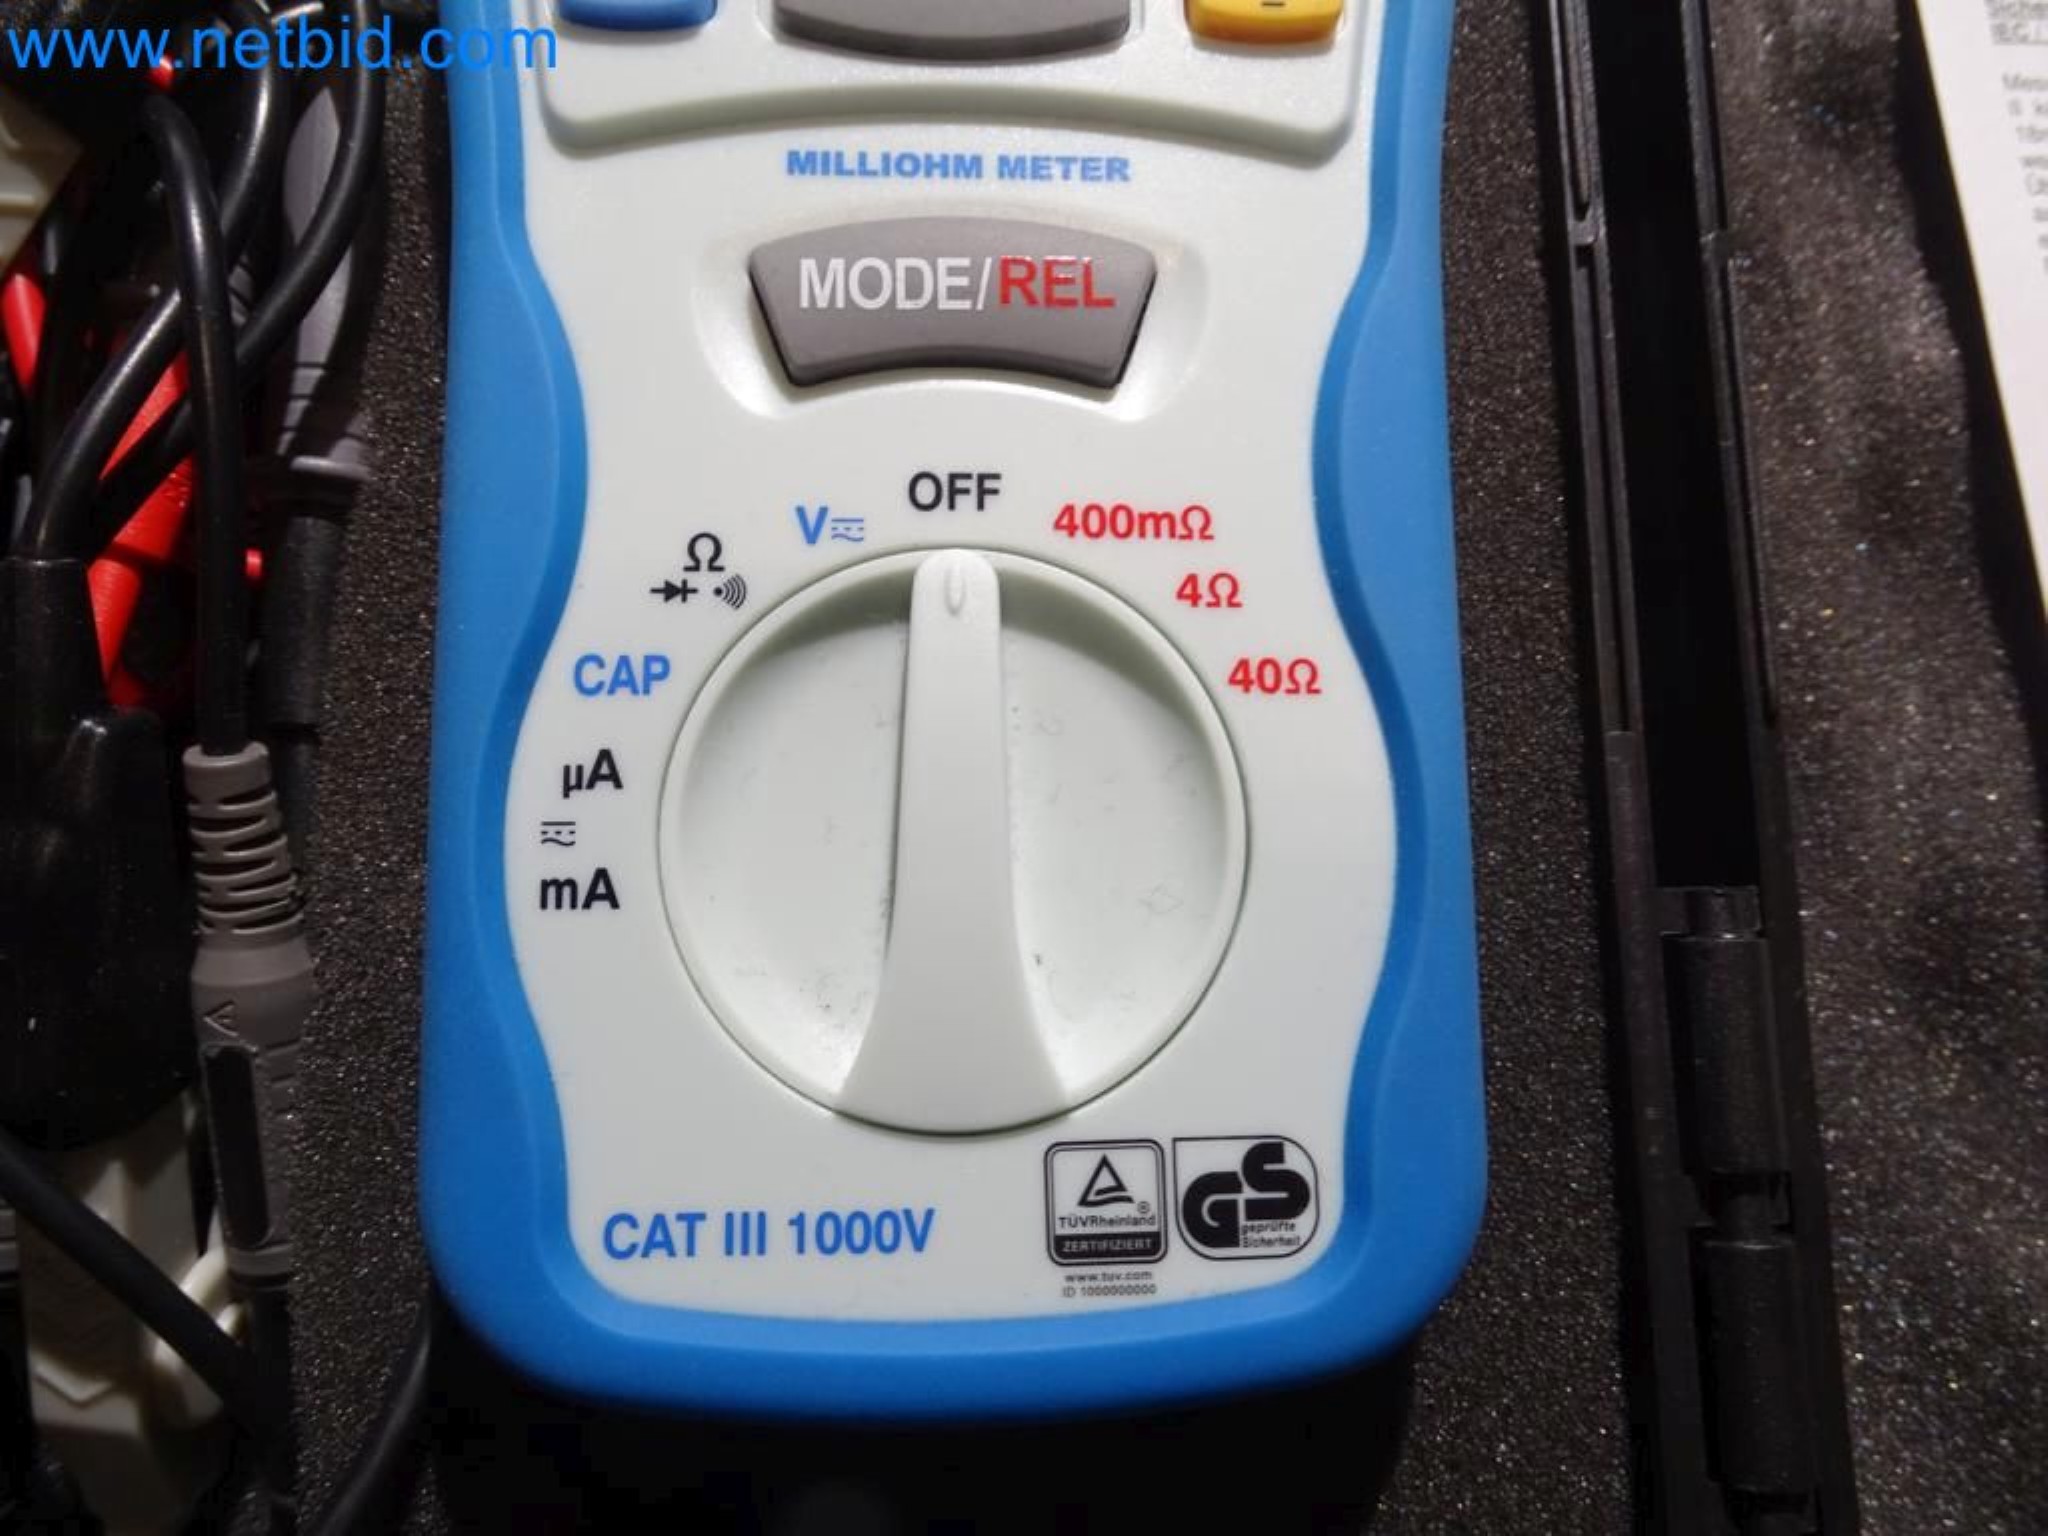 www.netbid.com
MILLIOHM METER
MODE/REL
OFF
V
400mΩ
Ω
4Ω
CAP
40Ω
µA
mA
CAT III 1000V
TÜVRheinland®
ZERTIFIZIERT
www.tuv.com
ID 1000000000
GS
geprüfte
Sicherheit